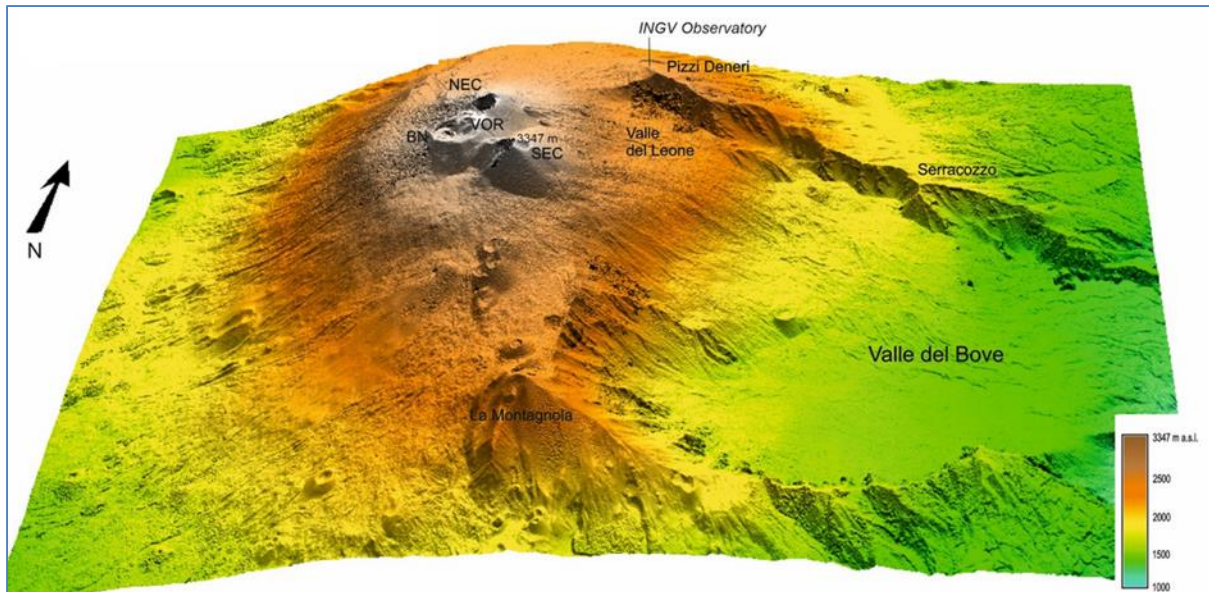 INGV Observatory
Pizzi Deneri
NEC
VOR
BN
3347 m
SEC
Valle
del Leone
Serracozzo
N
Valle del Bove
La Montagnola
3347 m a.s.l.
2500
2000
1500
1000